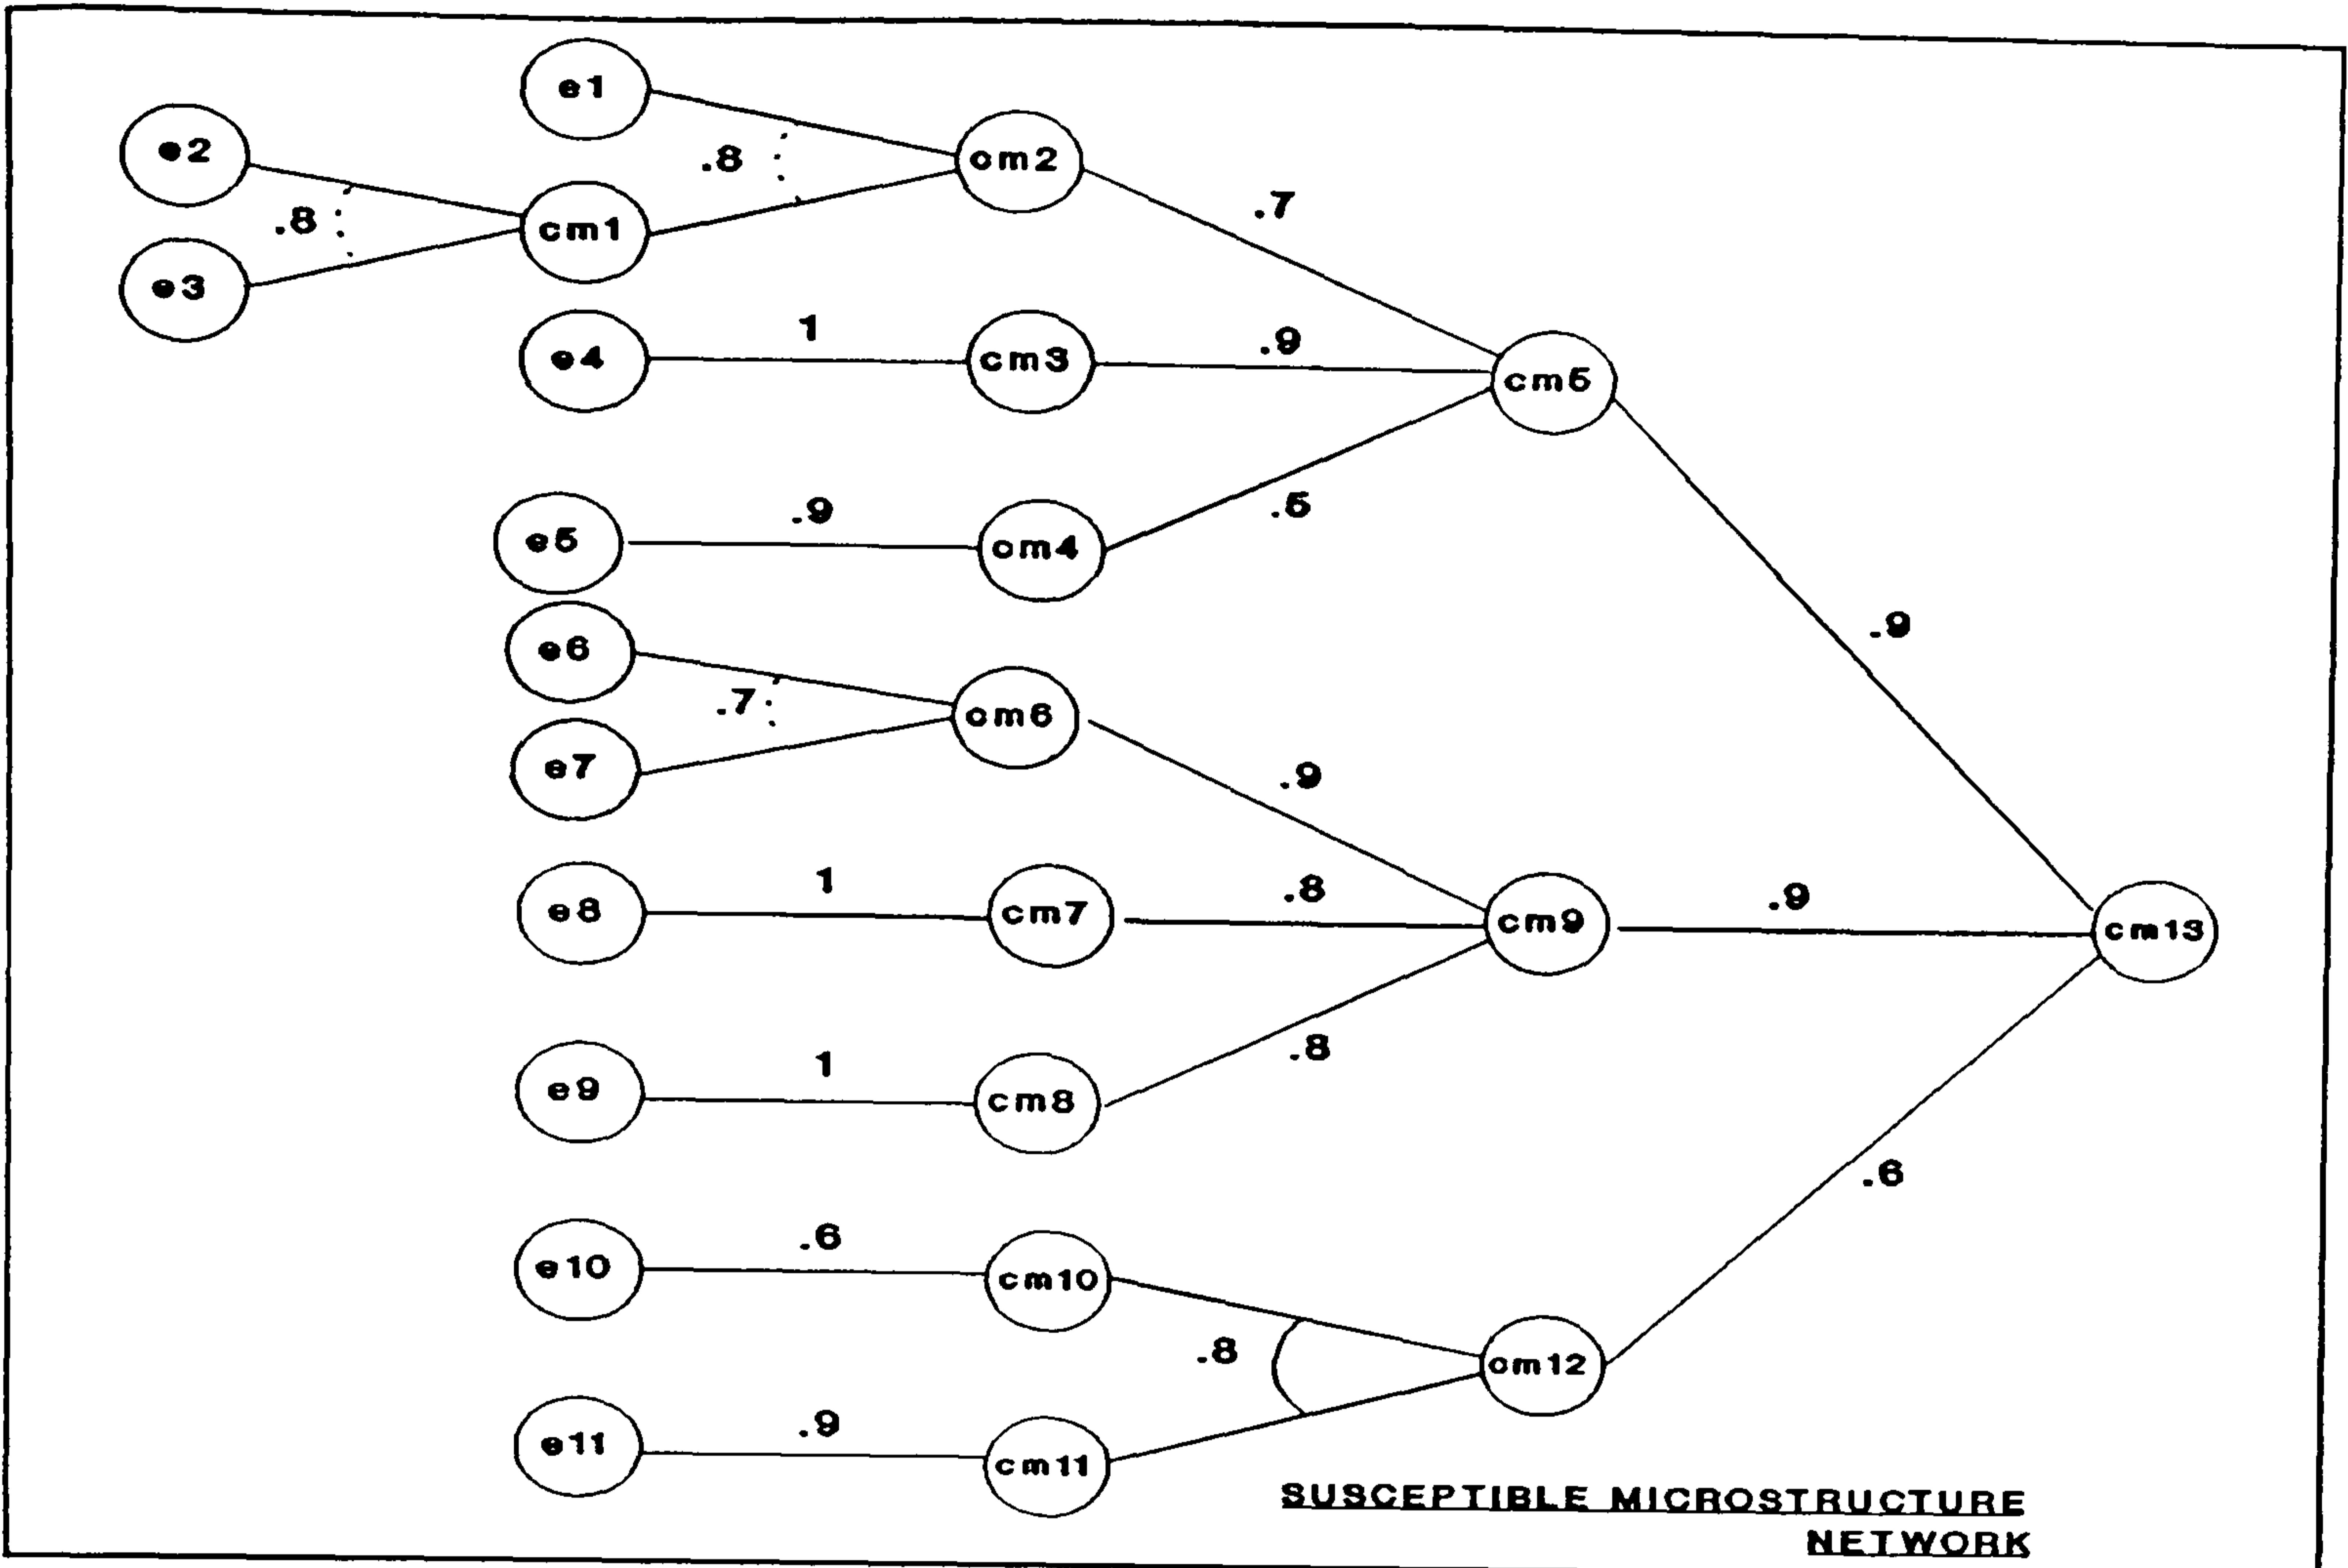 e1
e2
.8
cm2
.8
cm1
.7
e3
1
.9
e4
cm3
cm5
.9
.5
e5
cm4
.9
e6
.7
cm6
e7
.9
1
.8
.9
e8
cm7
cm9
cm13
1
.8
e9
cm8
.6
.6
e10
cm10
.8
cm12
.9
e11
cm11
SUSCEPTIBLE MICROSTRUCTURE
NETWORK